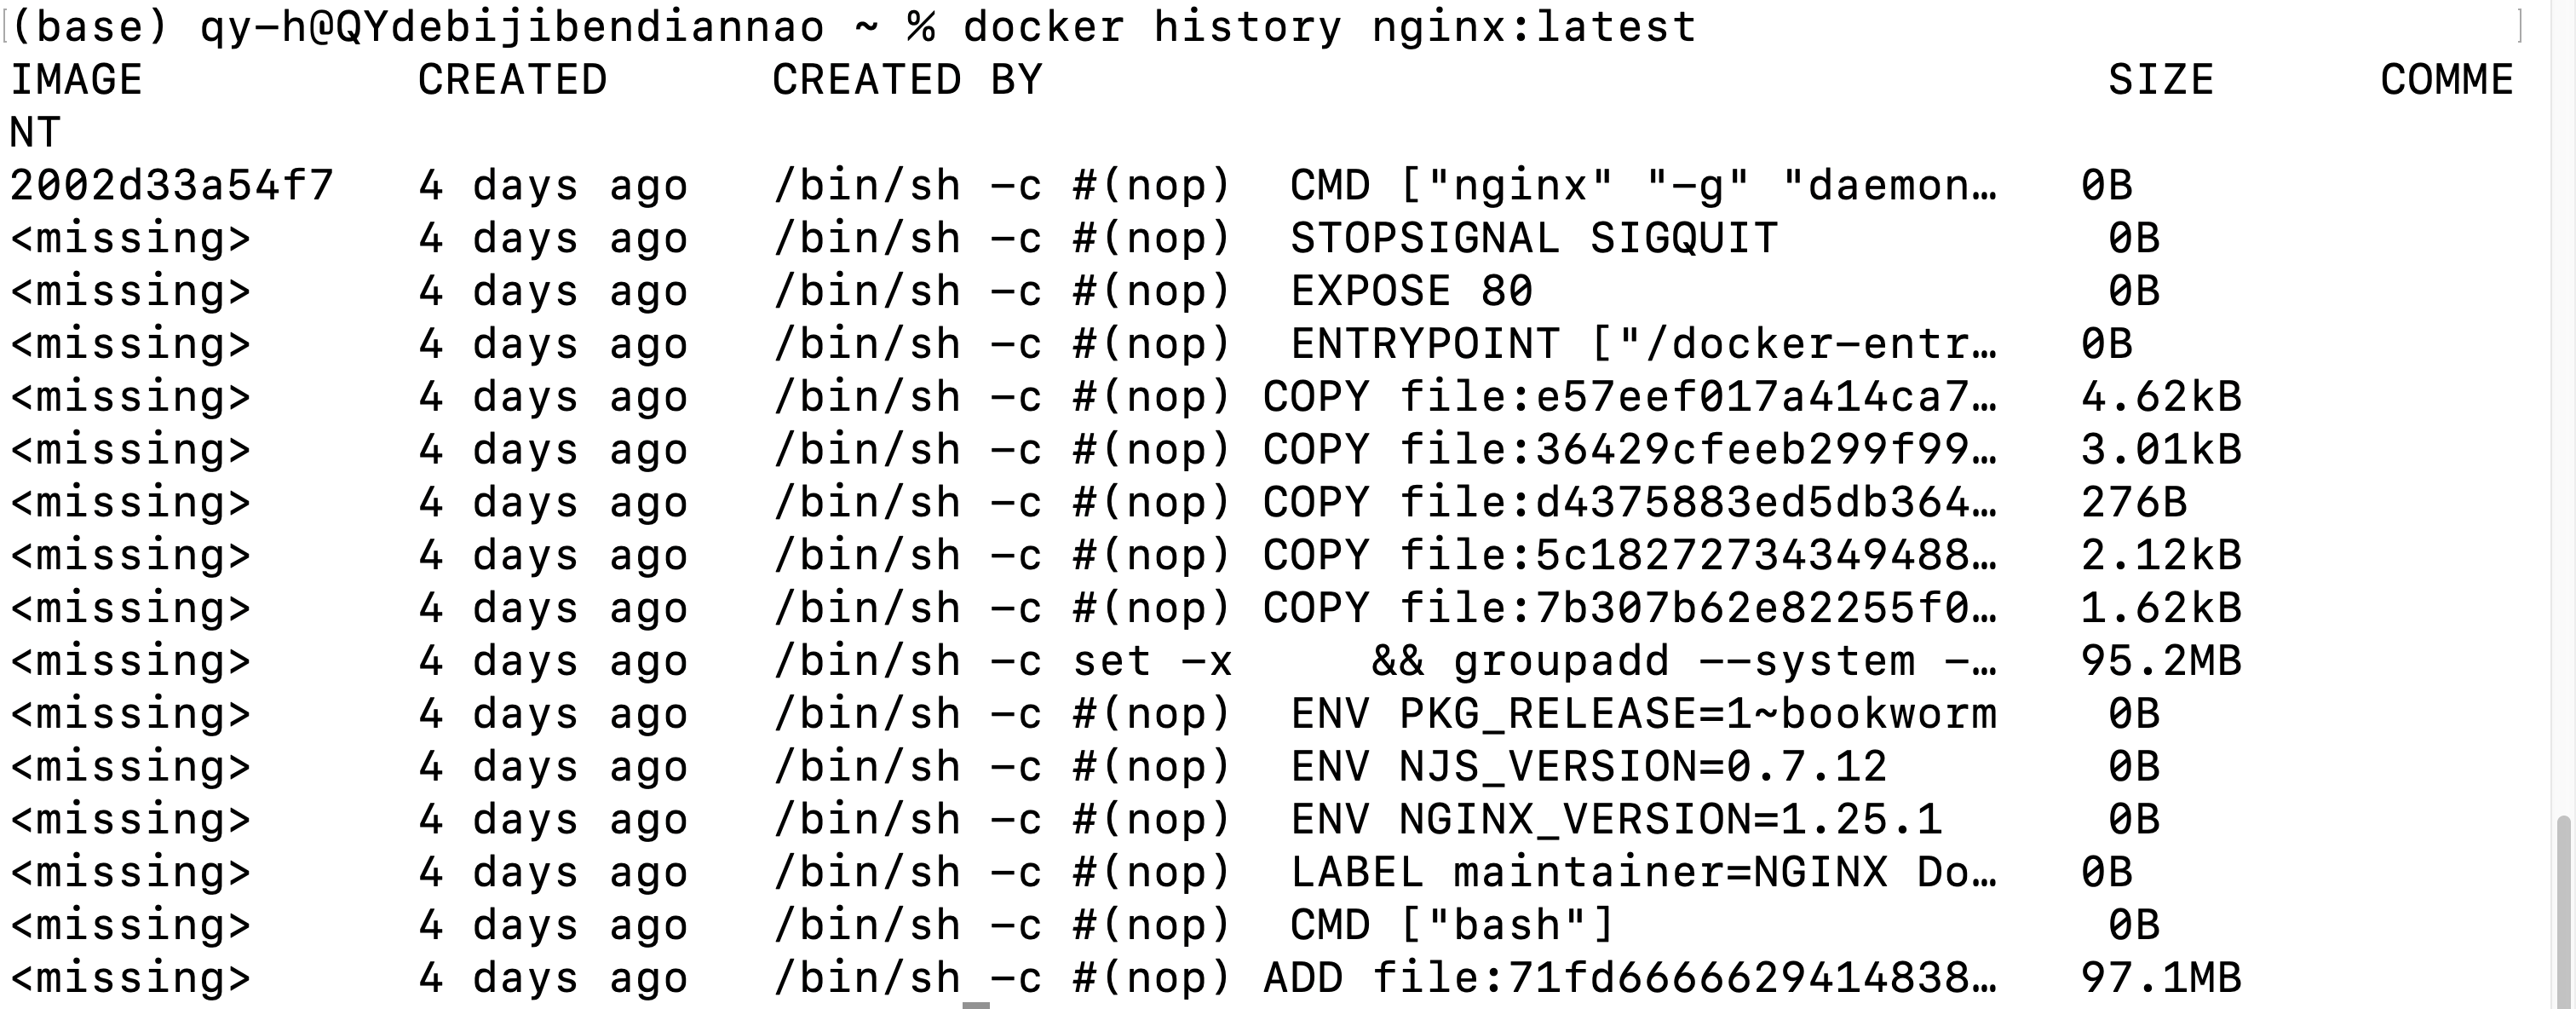 (base) qy-h@QYdebijibendiannao ~ % docker history nginx:latest
IMAGE          CREATED      CREATED BY                                       SIZE      COMME
NT
2002d33a54f7   4 days ago   /bin/sh -c #(nop)  CMD ["nginx" "-g" "daemon…   0B
<missing>      4 days ago   /bin/sh -c #(nop)  STOPSIGNAL SIGQUIT            0B
<missing>      4 days ago   /bin/sh -c #(nop)  EXPOSE 80                     0B
<missing>      4 days ago   /bin/sh -c #(nop)  ENTRYPOINT ["/docker-entr…   0B
<missing>      4 days ago   /bin/sh -c #(nop) COPY file:e57eef017a414ca7…   4.62kB
<missing>      4 days ago   /bin/sh -c #(nop) COPY file:36429cfeeb299f99…   3.01kB
<missing>      4 days ago   /bin/sh -c #(nop) COPY file:d4375883ed5db364…   276B
<missing>      4 days ago   /bin/sh -c #(nop) COPY file:5c18272734349488…   2.12kB
<missing>      4 days ago   /bin/sh -c #(nop) COPY file:7b307b62e82255f0…   1.62kB
<missing>      4 days ago   /bin/sh -c set -x     && groupadd --system -…   95.2MB
<missing>      4 days ago   /bin/sh -c #(nop)  ENV PKG_RELEASE=1~bookworm    0B
<missing>      4 days ago   /bin/sh -c #(nop)  ENV NJS_VERSION=0.7.12        0B
<missing>      4 days ago   /bin/sh -c #(nop)  ENV NGINX_VERSION=1.25.1      0B
<missing>      4 days ago   /bin/sh -c #(nop)  LABEL maintainer=NGINX Do…   0B
<missing>      4 days ago   /bin/sh -c #(nop)  CMD ["bash"]                  0B
<missing>      4 days ago   /bin/sh -c #(nop) ADD file:71fd6666629414838…   97.1MB